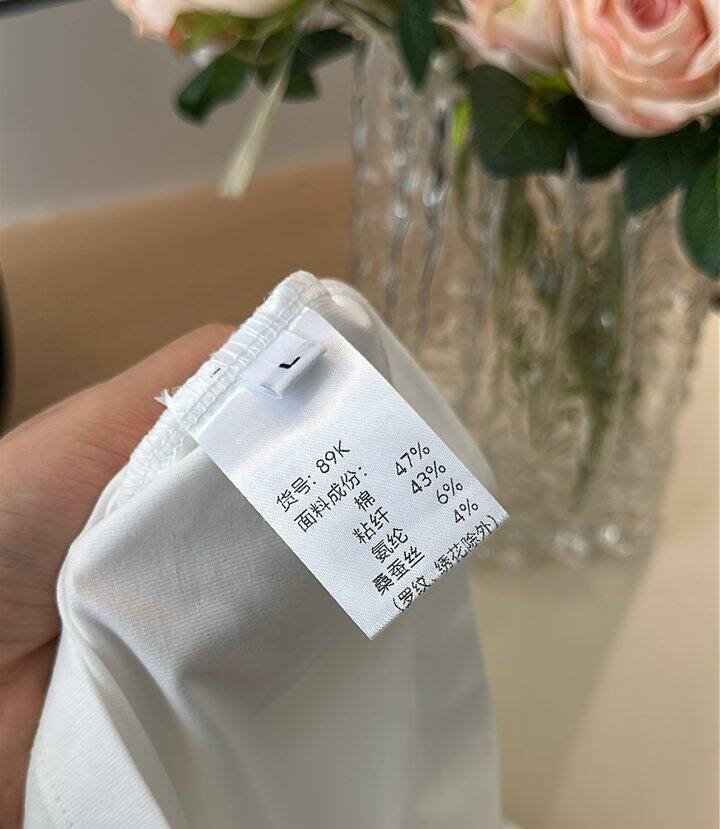 L
货号: 89K
面料成份:
棉 47%
粘纤 43%
氨纶 6%
桑蚕丝 4%
(罗纹、绣花除外)